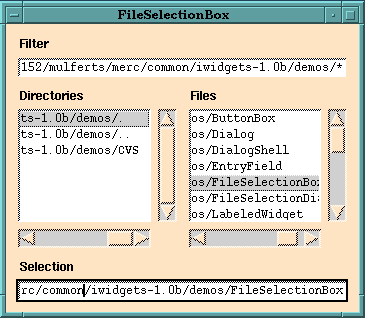 FileSelectionBox
Filter
152/mulferts/merc/common/iwidgets-1.0b/demos/*
Directories
ts-1.0b/demos/.
ts-1.0b/demos/..
ts-1.0b/demos/CVS
Files
os/ButtonBox
os/Dialog
os/DialogShell
os/EntryField
os/FileSelectionBox
os/FileSelectionDia
os/LabeledWidget
Selection
rc/common/iwidgets-1.0b/demos/FileSelectionBox